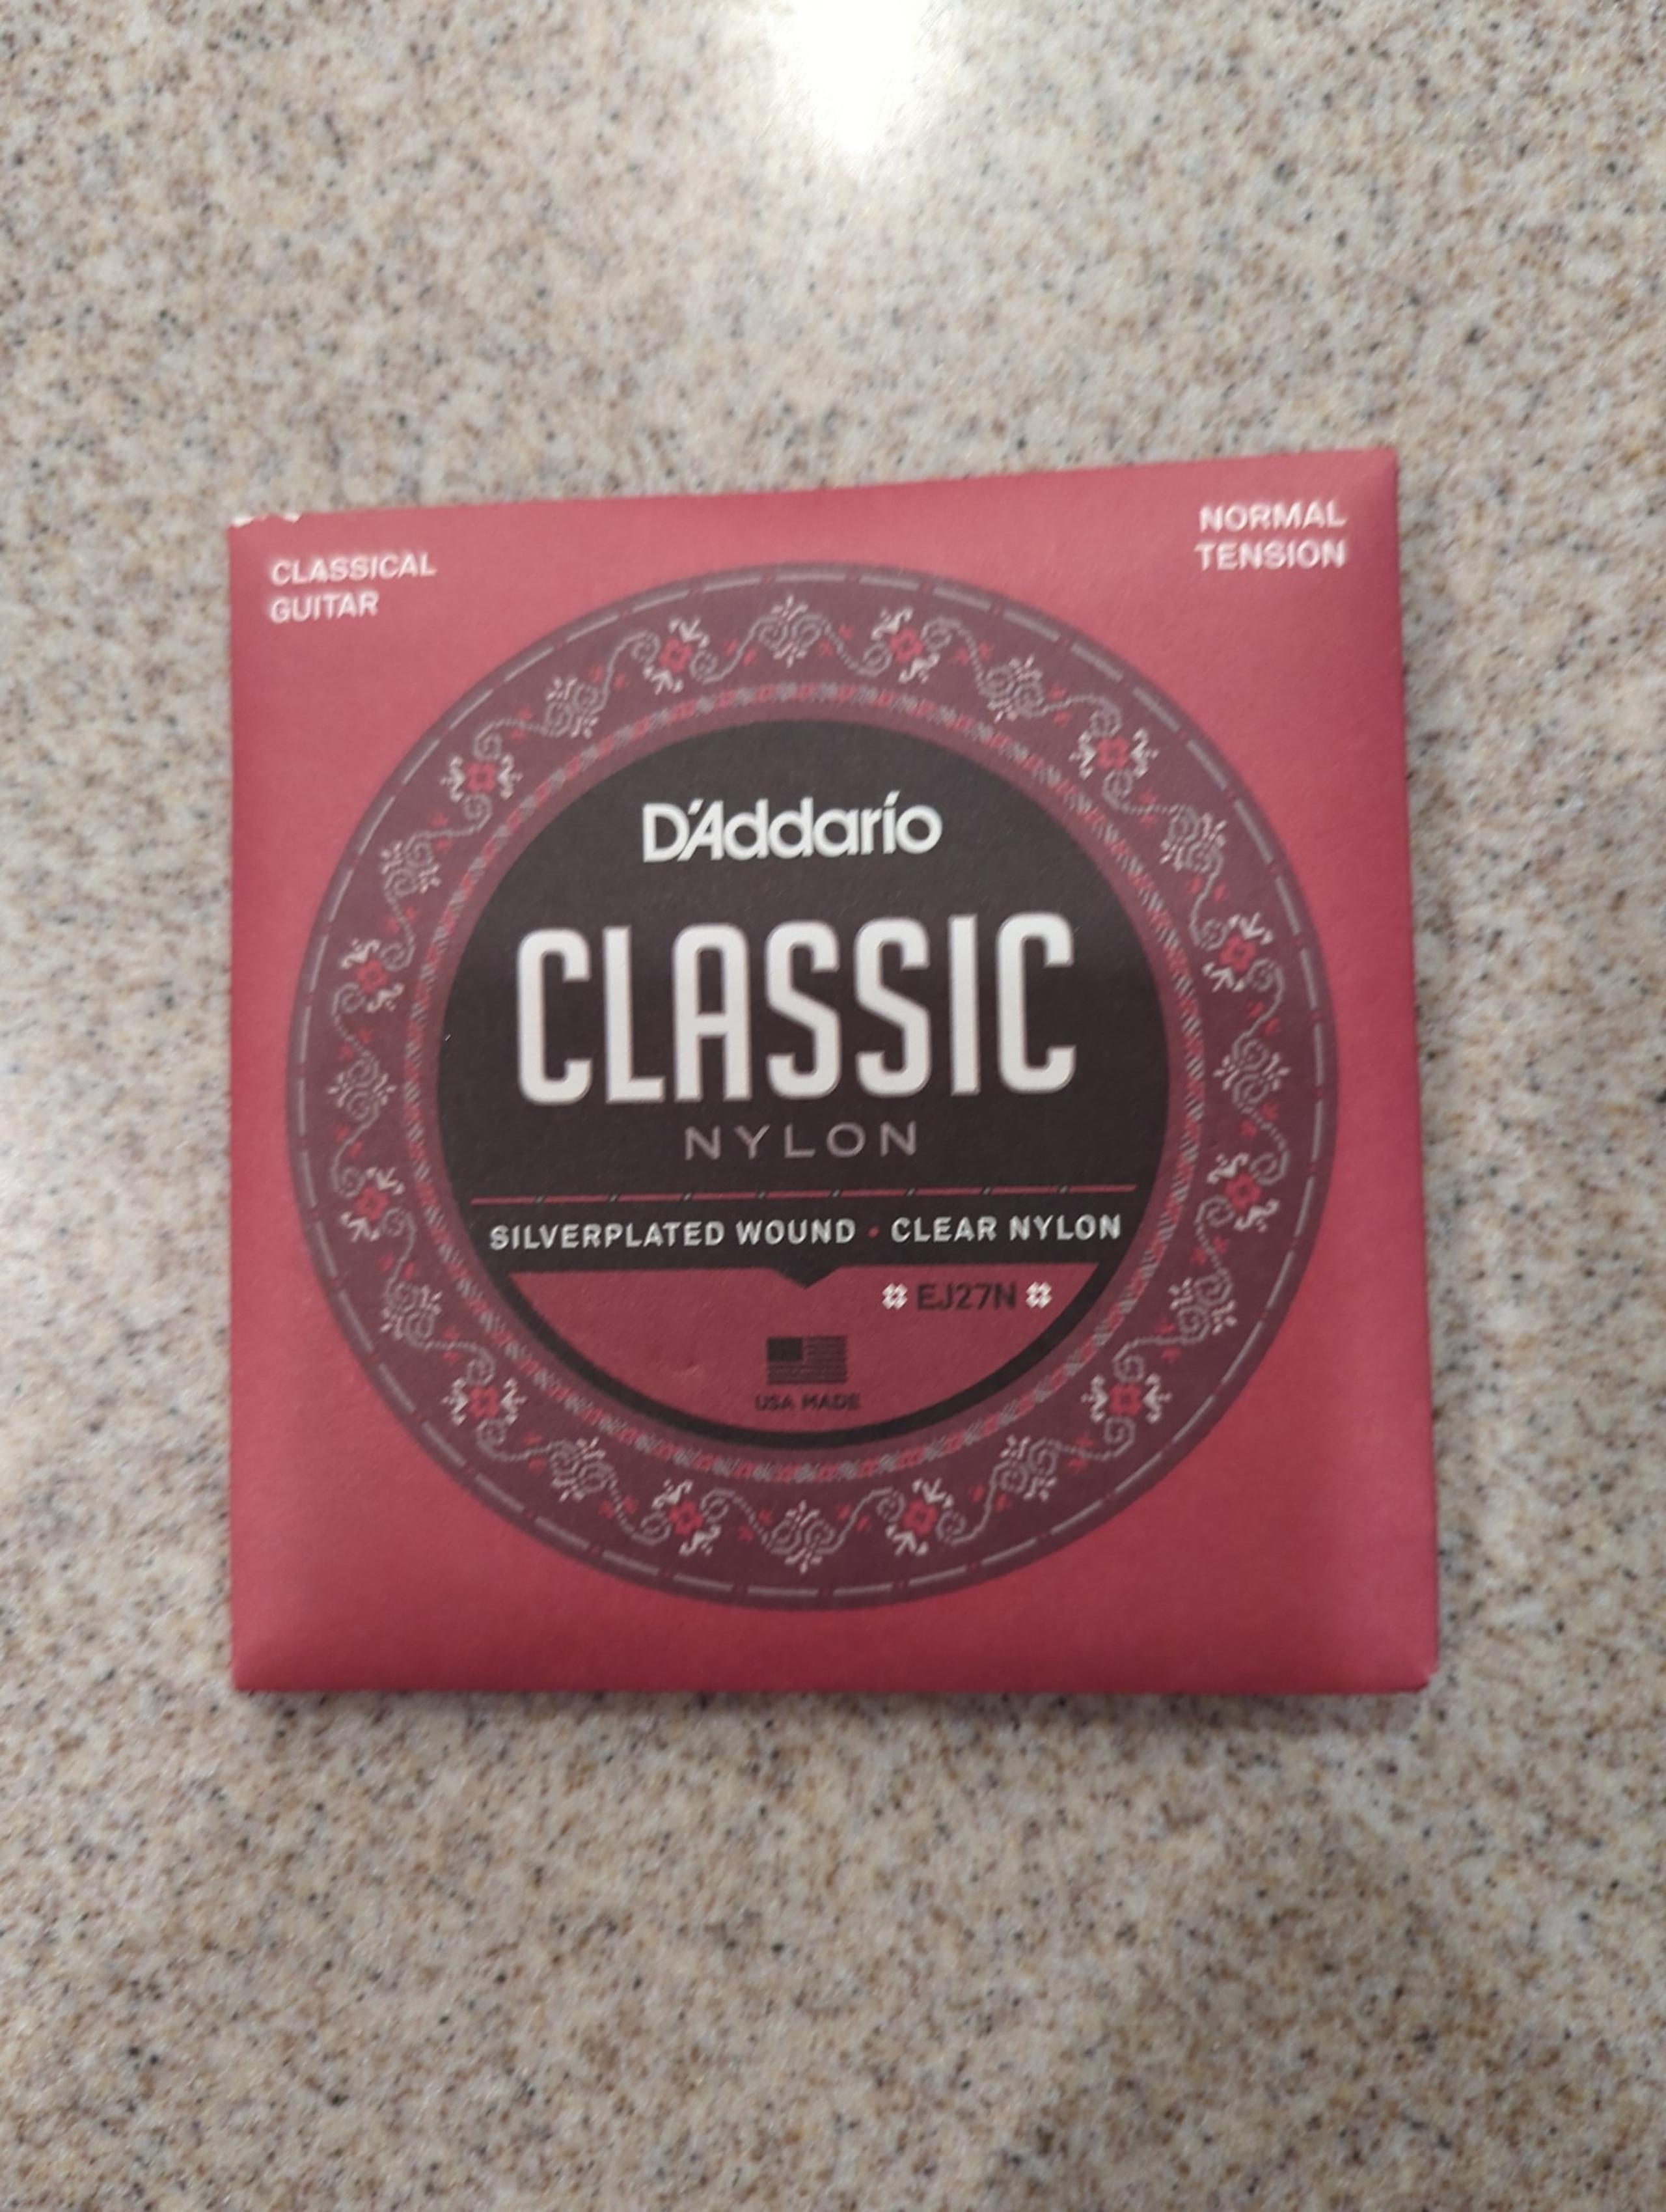 CLASSICAL
GUITAR
NORMAL
TENSION
D'Addario
CLASSIC
NYLON
SILVERPLATED WOUND • CLEAR NYLON
EJ27N
USA MADE